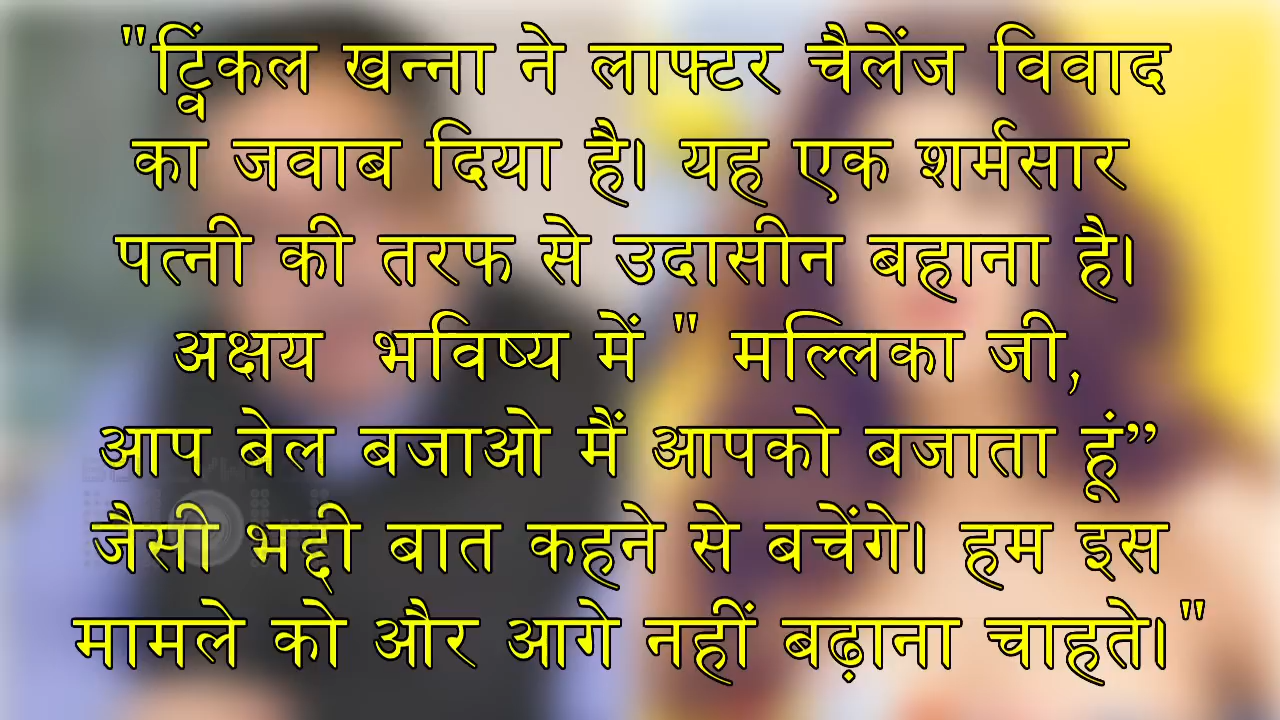 "ट्विंकल खन्ना ने लाफ्टर चैलेंज विवाद
का जवाब दिया है। यह एक शर्मसार
पत्नी की तरफ से उदासीन बहाना है।
अक्षय भविष्य में " मल्लिका जी,
आप बेल बजाओ मैं आपको बजाता हूं”
जैसी भद्दी बात कहने से बचेंगे। हम इस
मामले को और आगे नहीं बढ़ाना चाहते।"